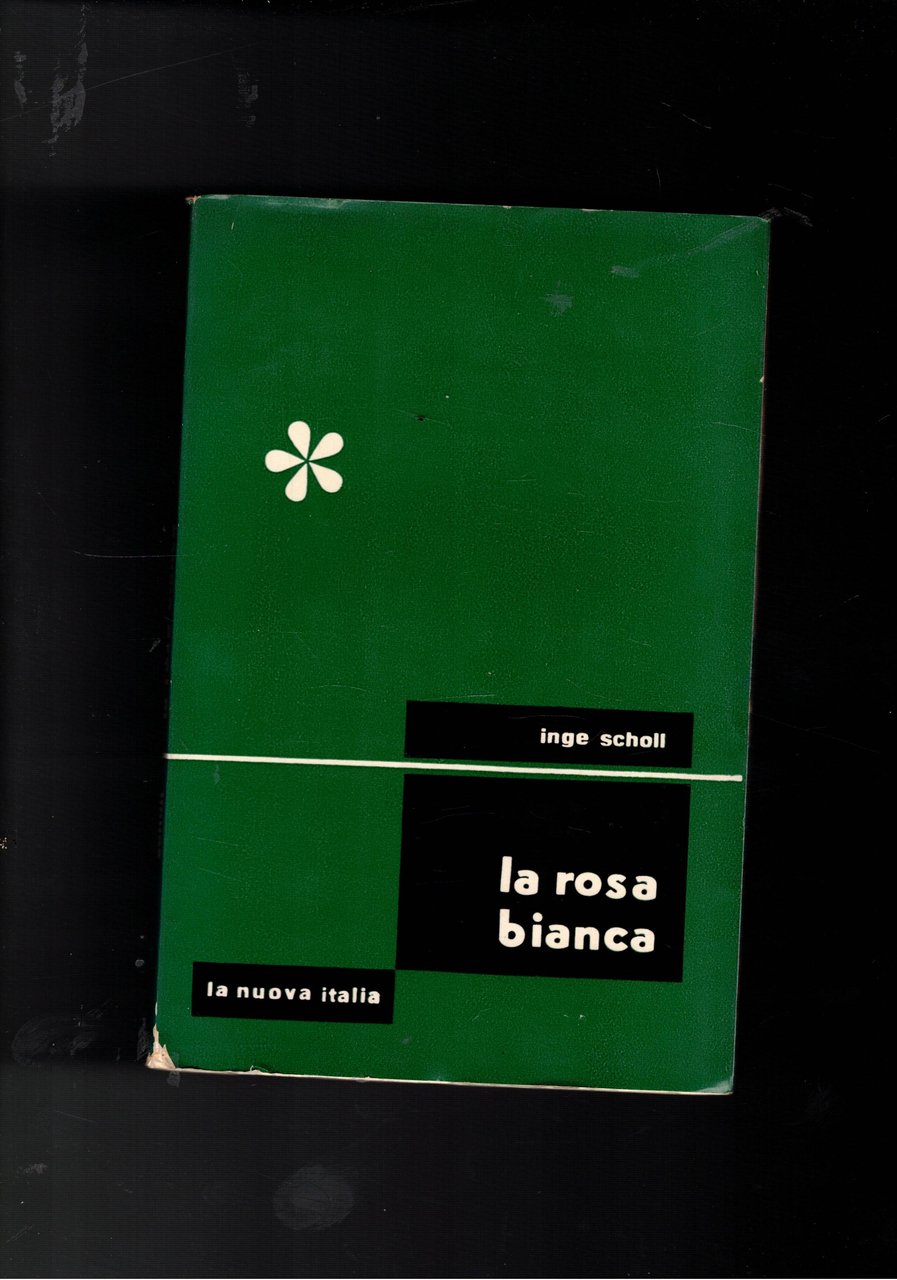 inge scholl
la rosa
bianca
la nuova italia